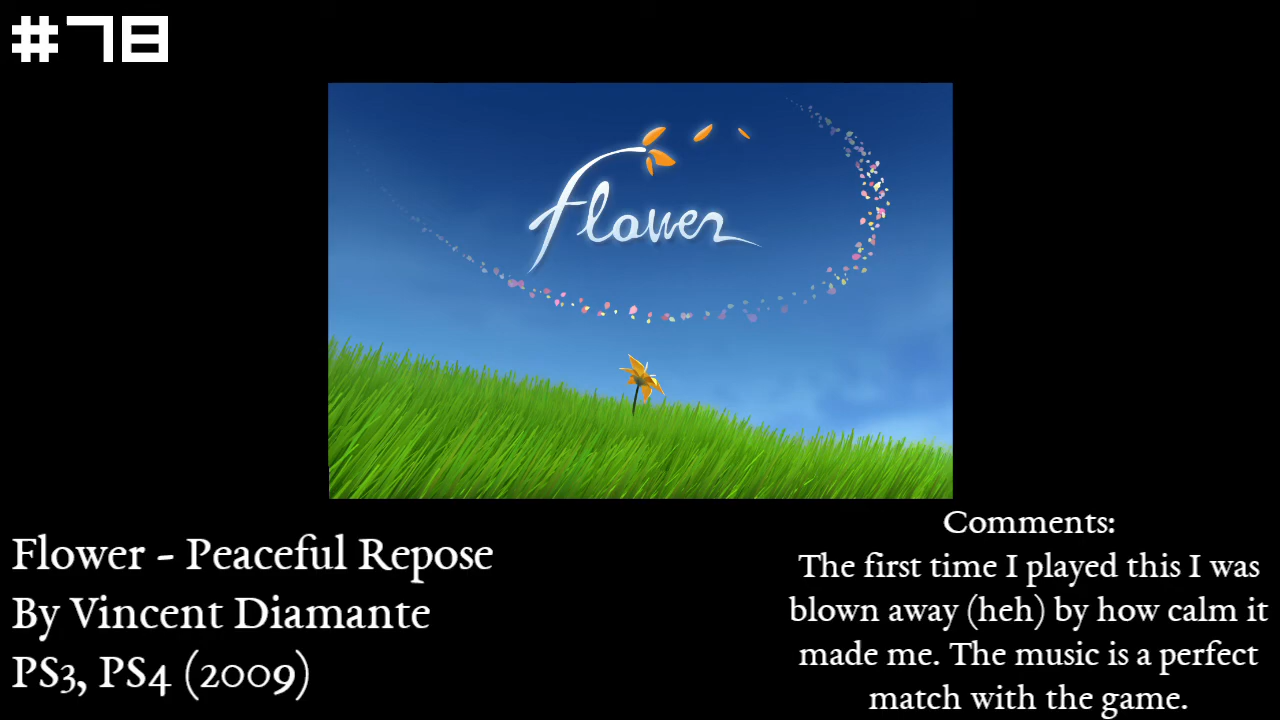 #78
flower
Flower - Peaceful Repose
By Vincent Diamante
PS3, PS4 (2009)
Comments:
The first time I played this I was
blown away (heh) by how calm it
made me. The music is a perfect
match with the game.